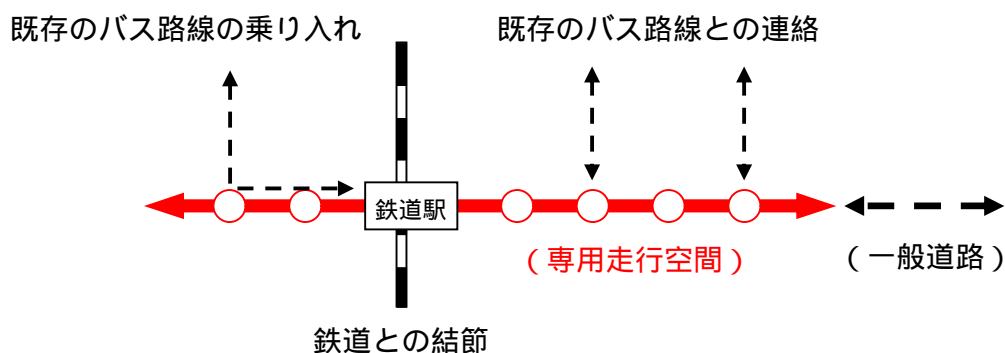 既存のバス路線の乗り入れ
既存のバス路線との連絡
鉄道駅
（専用走行空間）
（一般道路）
鉄道との結節